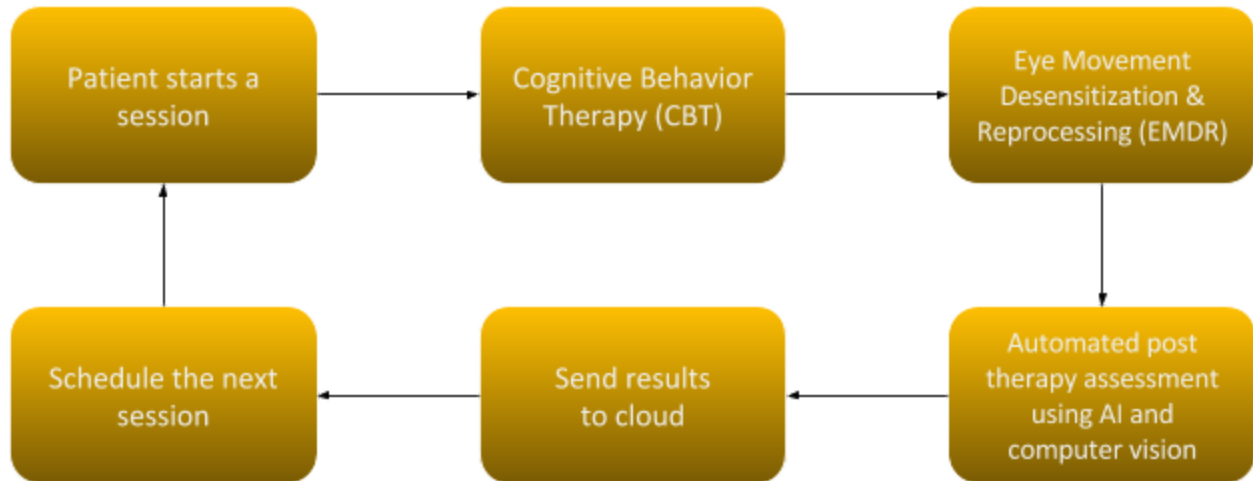 Patient starts a
session
Cognitive Behavior
Therapy (CBT)
Eye Movement
Desensitization &
Reprocessing (EMDR)
Schedule the next
session
Send results
to cloud
Automated post
therapy assessment
using AI and
computer vision